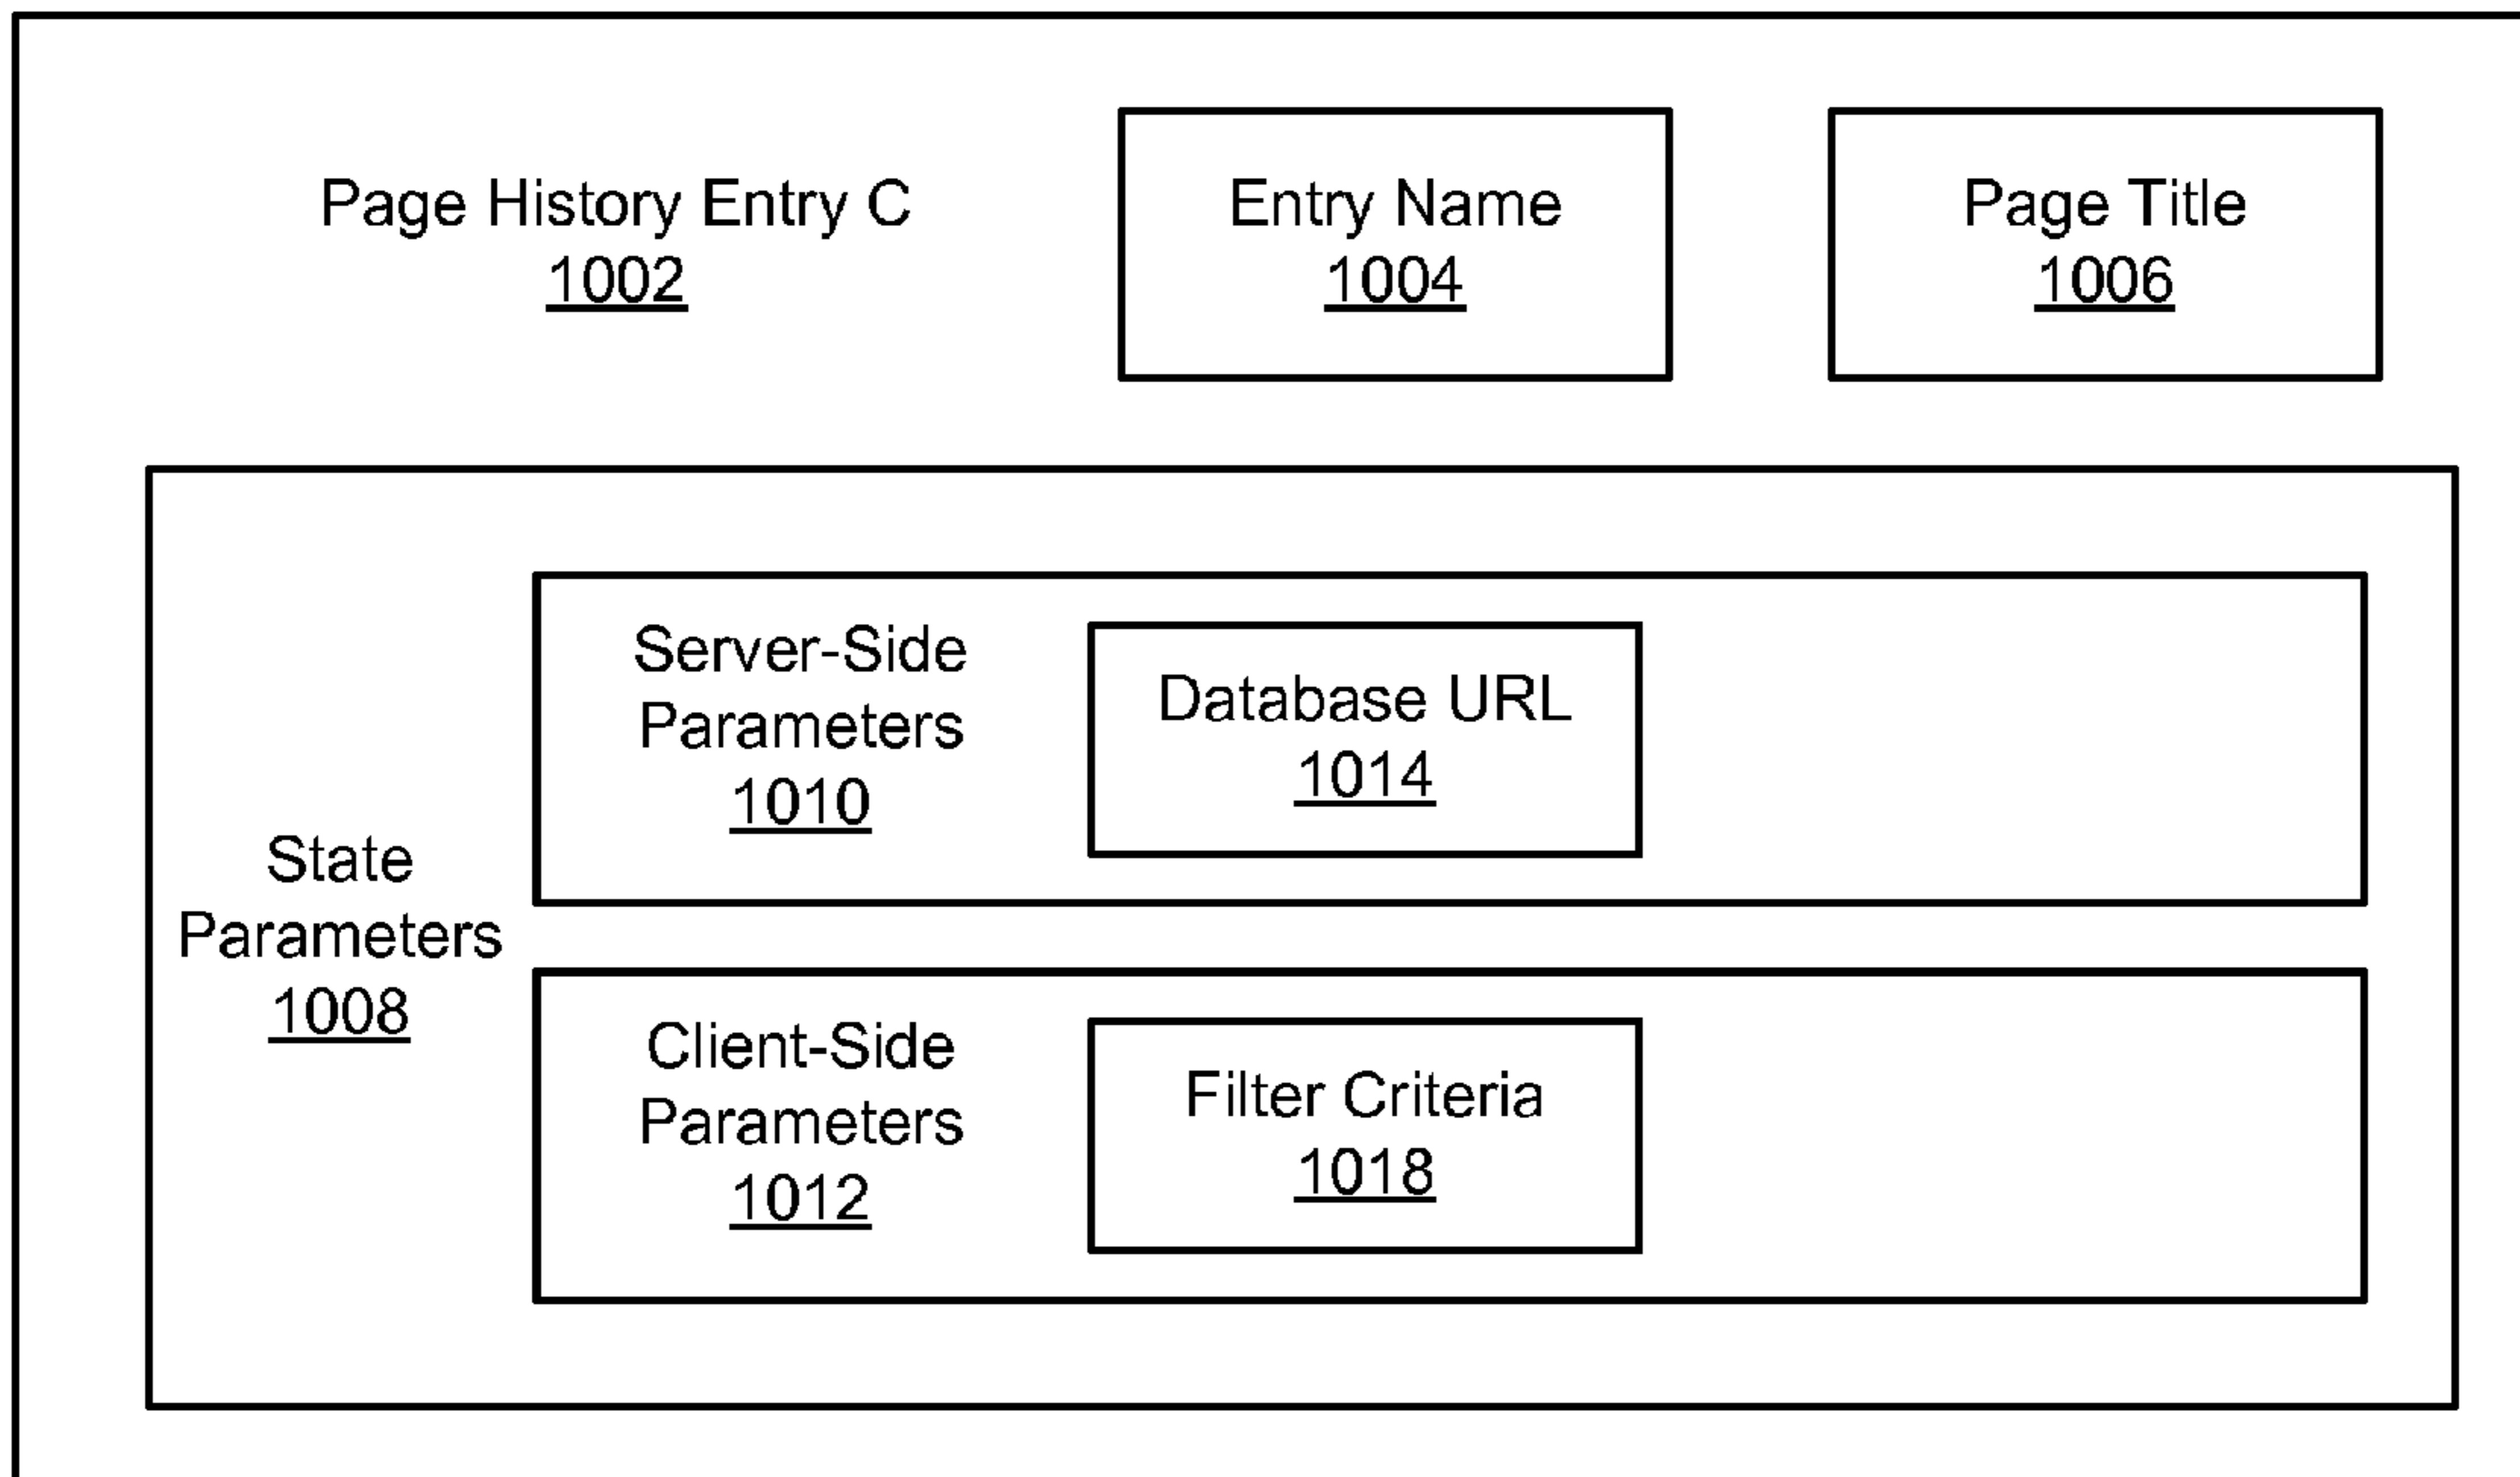 Page History Entry C
1002
Entry Name
1004
Page Title
1006
State
Parameters
1008
Server-Side
Parameters
1010
Database URL
1014
Client-Side
Parameters
1012
Filter Criteria
1018